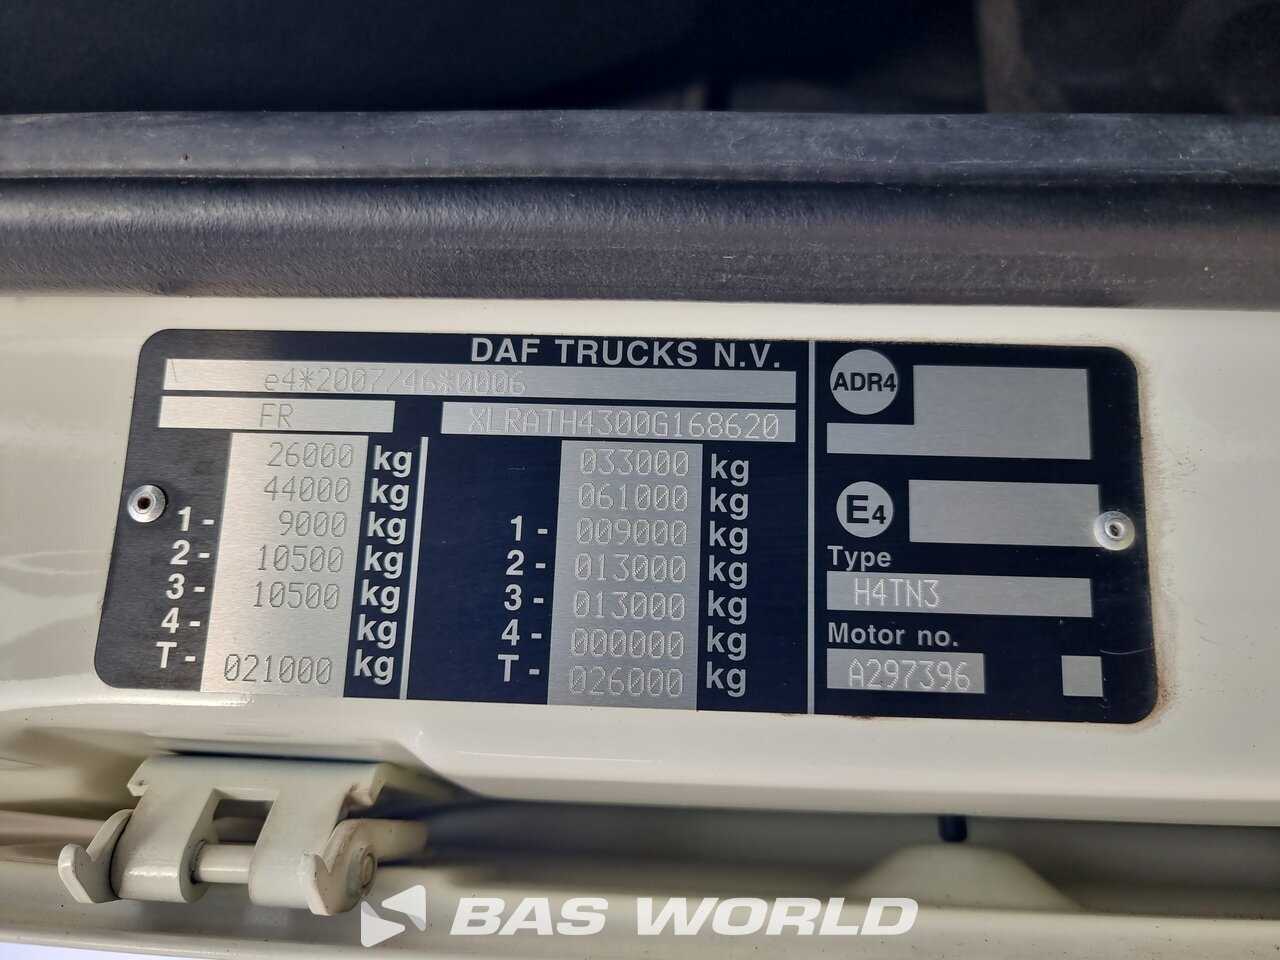 DAF TRUCKS N.V.
e4*2007/46*0006
FR
XLRATH4300G168620
26000 kg
44000 kg
1- 9000 kg
2- 10500 kg
3- 10500 kg
4- kg
T- 021000 kg
033000 kg
061000 kg
1- 009000 kg
2- 013000 kg
3- 013000 kg
4- 000000 kg
T- 026000 kg
ADR4
E4
Type
H4TN3
Motor no.
A297396
BAS WORLD